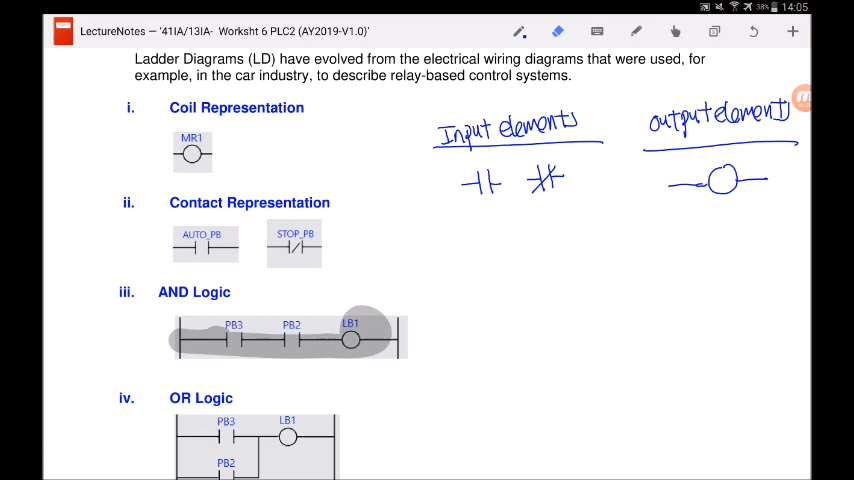 38% 14:05
LectureNotes — '41IA/13IA- Worksht 6 PLC2 (AY2019-V1.0)'
Ladder Diagrams (LD) have evolved from the electrical wiring diagrams that were used, for
example, in the car industry, to describe relay-based control systems.
i. Coil Representation
MR1
Input elements
output element
ii. Contact Representation
AUTO_PB
STOP_PB
iii. AND Logic
PB3 PB2 LB1
iv. OR Logic
PB3 LB1
PB2